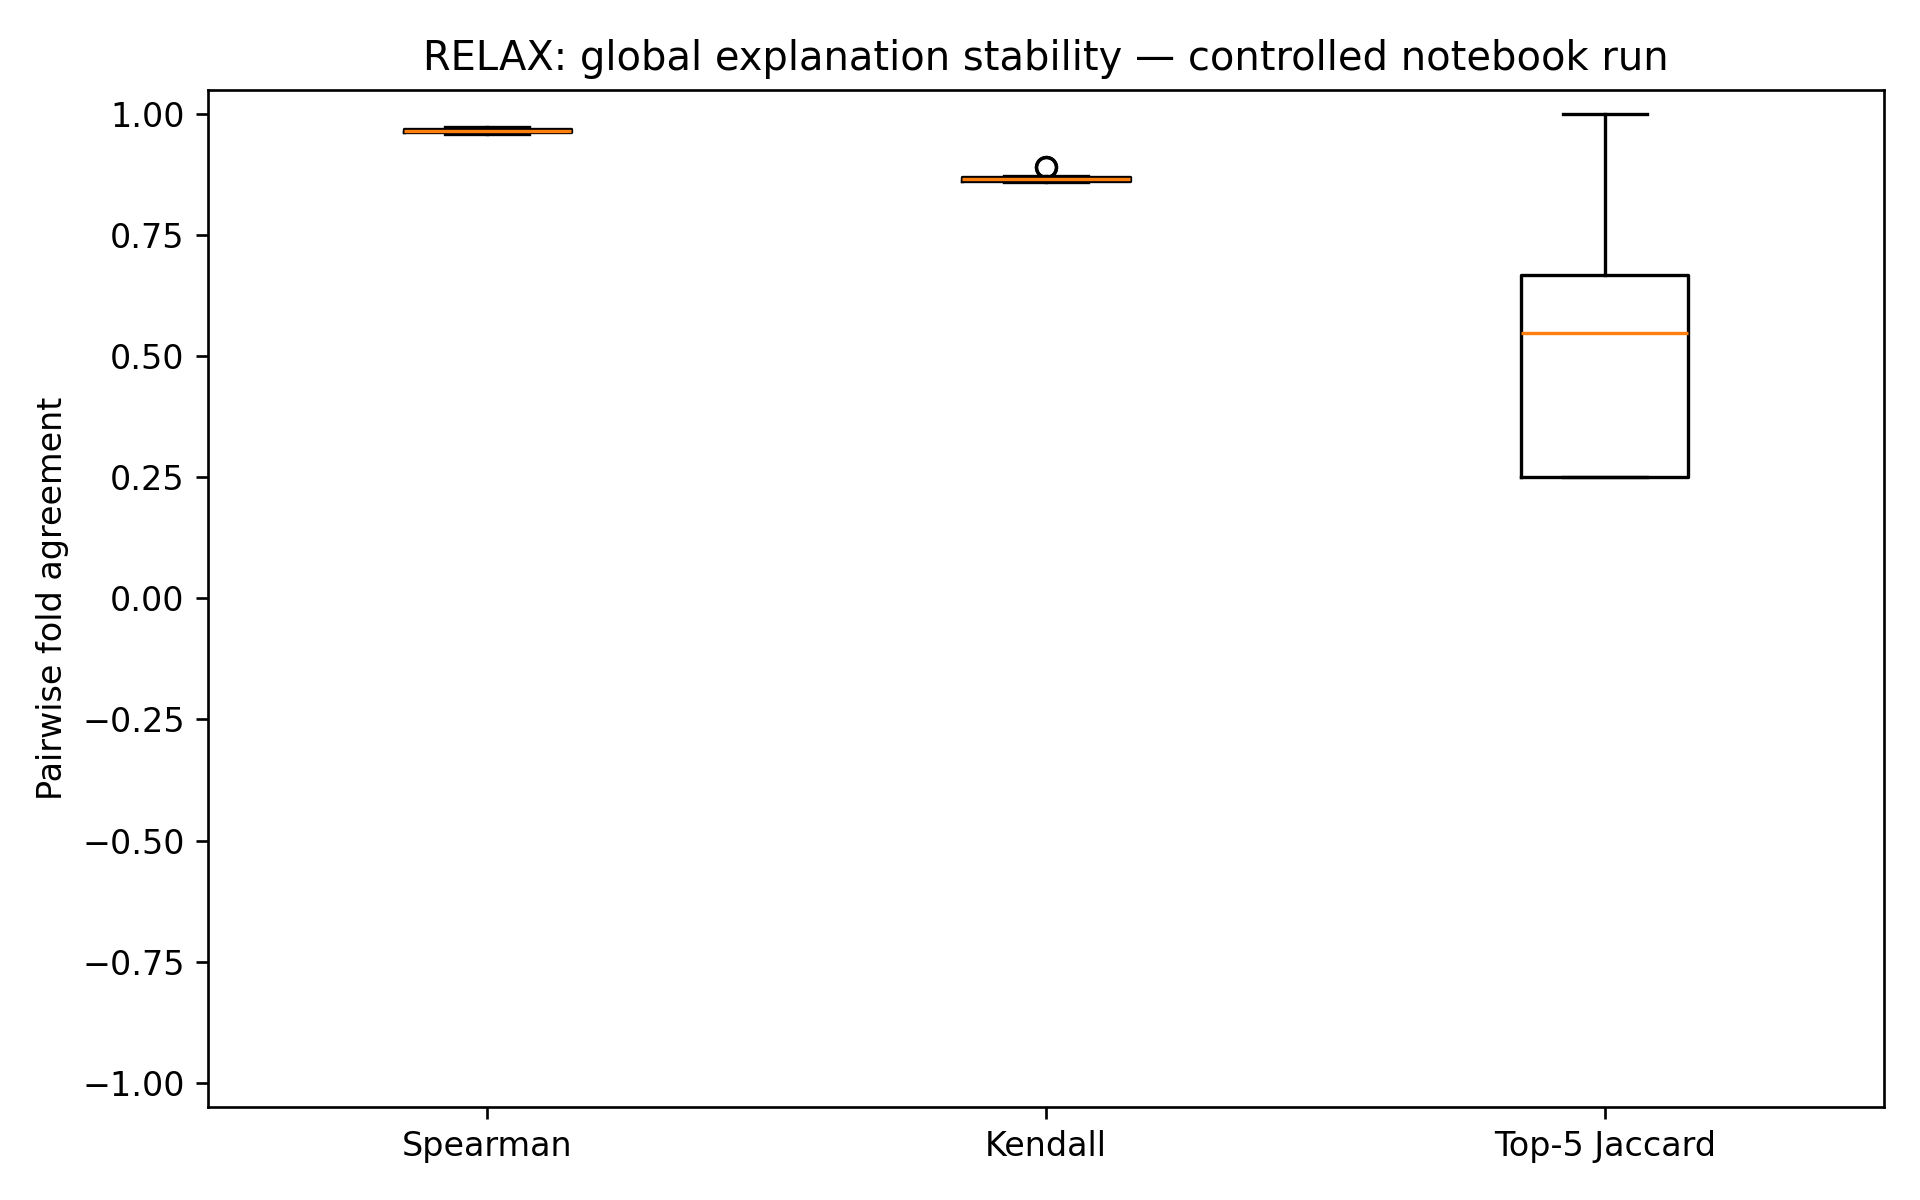 RELAX: global explanation stability — controlled notebook run
Pairwise fold agreement
1.00
0.75
0.50
0.25
0.00
−0.25
−0.50
−0.75
−1.00
Spearman
Kendall
Top-5 Jaccard